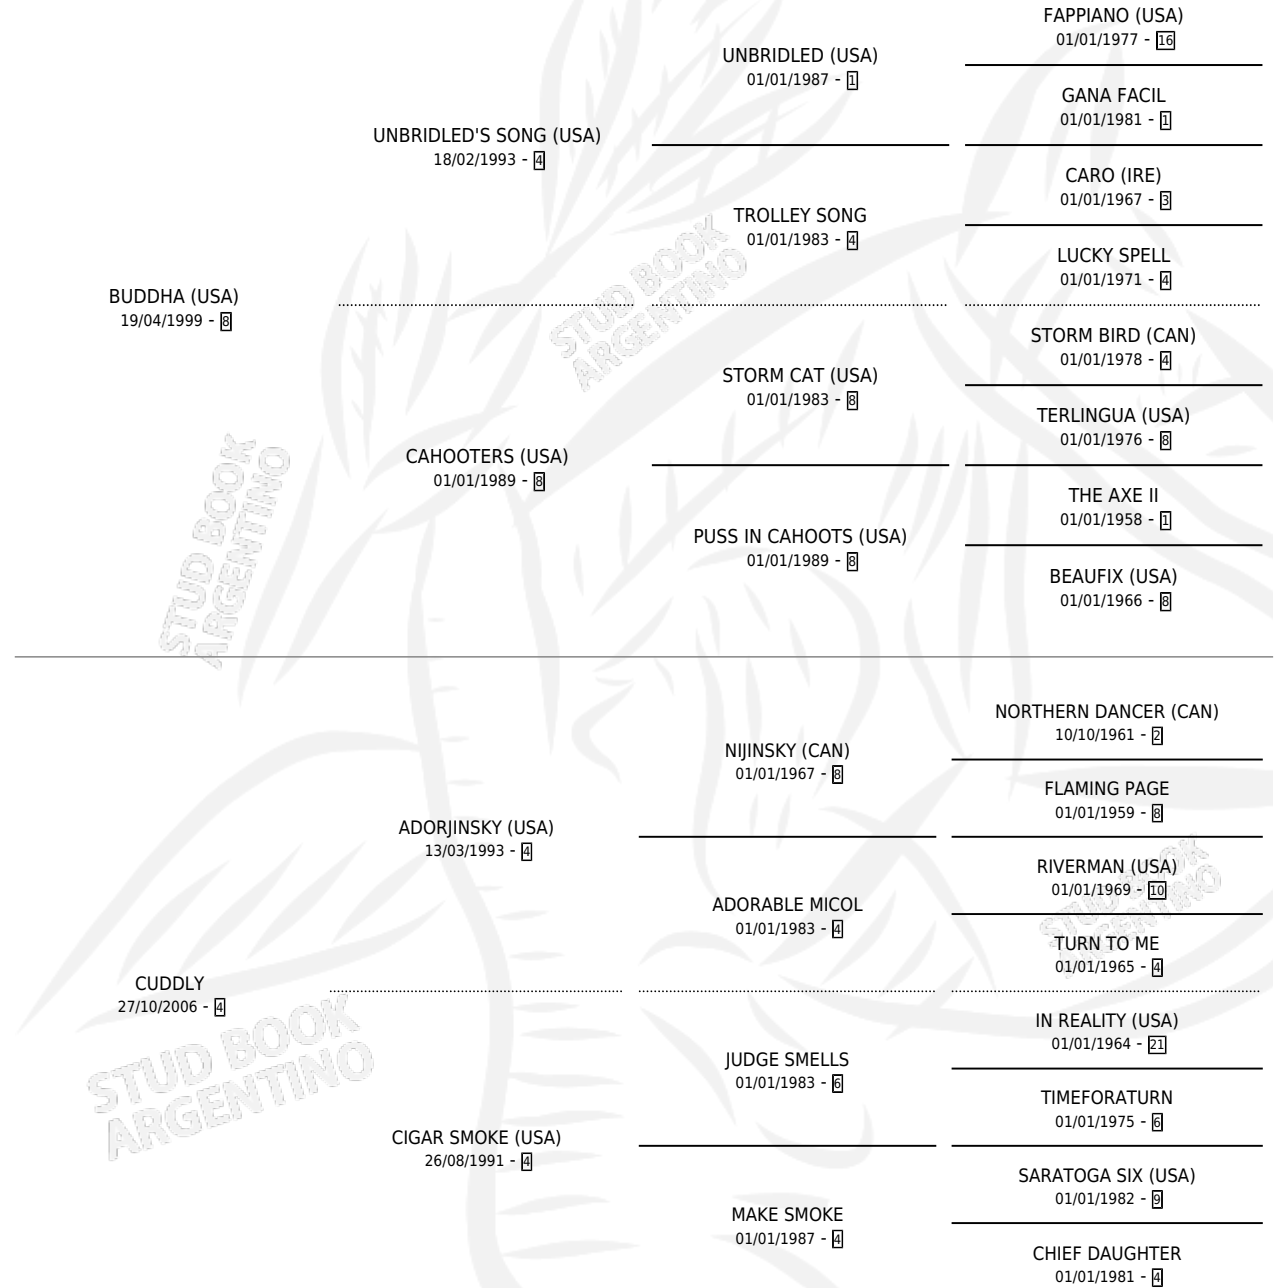 FAPPIANO (USA)
01/01/1977 - 16
UNBRIDLED (USA)
01/01/1987 - 1
GANA FACIL
01/01/1981 - 1
UNBRIDLED'S SONG (USA)
18/02/1993 - 4
CARO (IRE)
01/01/1967 - 3
TROLLEY SONG
01/01/1983 - 4
LUCKY SPELL
01/01/1971 - 4
BUDDHA (USA)
19/04/1999 - 8
STUD BOOK
ARGENTINO
STORM BIRD (CAN)
01/01/1978 - 4
STORM CAT (USA)
01/01/1983 - 8
TERLINGUA (USA)
01/01/1976 - 8
CAHOOTERS (USA)
01/01/1989 - 8
THE AXE II
01/01/1958 - 1
PUSS IN CAHOOTS (USA)
01/01/1989 - 8
BEAUFIX (USA)
01/01/1966 - 8
STUD BOOK
ARGENTINO
NORTHERN DANCER (CAN)
10/10/1961 - 2
NIJINSKY (CAN)
01/01/1967 - 8
FLAMING PAGE
01/01/1959 - 8
ADORJINSKY (USA)
13/03/1993 - 4
RIVERMAN (USA)
01/01/1969 - 10
ADORABLE MICOL
01/01/1983 - 4
STUD BOOK
ARGENTINO
TURN TO ME
01/01/1965 - 4
CUDDLY
27/10/2006 - 4
STUD BOOK
ARGENTINO
IN REALITY (USA)
01/01/1964 - 21
JUDGE SMELLS
01/01/1983 - 6
TIMEFORATURN
01/01/1975 - 6
CIGAR SMOKE (USA)
26/08/1991 - 4
SARATOGA SIX (USA)
01/01/1982 - 9
MAKE SMOKE
01/01/1987 - 4
CHIEF DAUGHTER
01/01/1981 - 4